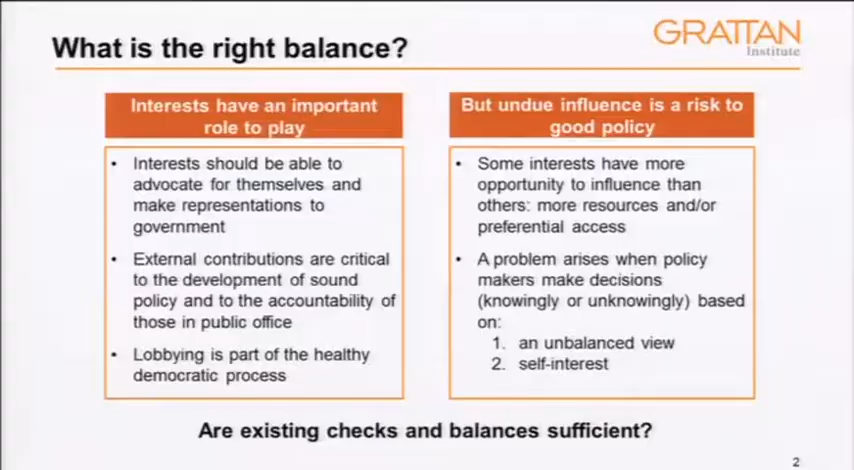 What is the right balance?
GRATTAN
Institute
Interests have an important
role to play
• Interests should be able to
advocate for themselves and
make representations to
government
• External contributions are critical
to the development of sound
policy and to the accountability of
those in public office
• Lobbying is part of the healthy
democratic process
But undue influence is a risk to
good policy
• Some interests have more
opportunity to influence than
others: more resources and/or
preferential access
• A problem arises when policy
makers make decisions
(knowingly or unknowingly) based
on:
1. an unbalanced view
2. self-interest
Are existing checks and balances sufficient?
2